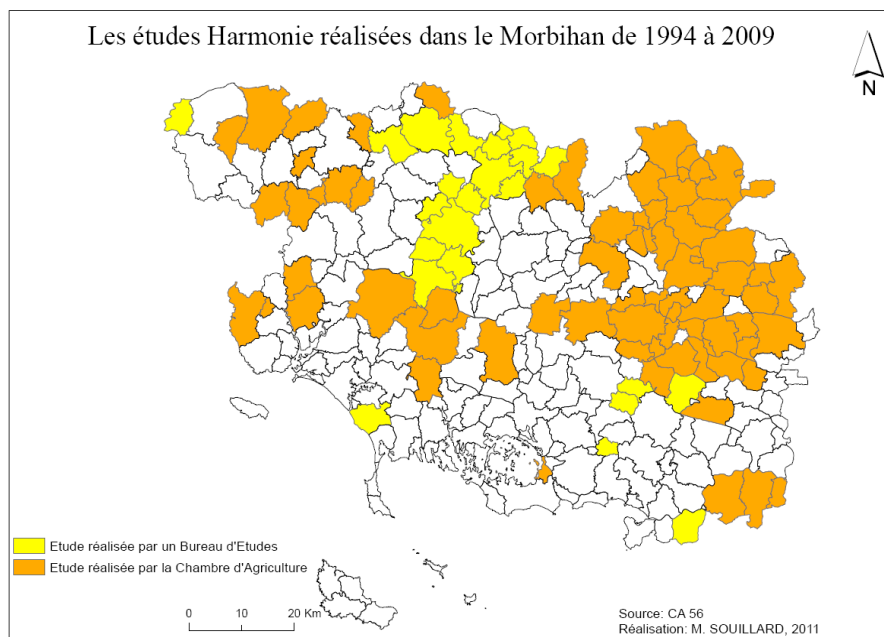 Les études Harmonie réalisées dans le Morbihan de 1994 à 2009
N
Etude réalisée par un Bureau d'Etudes
Etude réalisée par la Chambre d'Agriculture
0 10 20 Km
Source: CA 56
Réalisation: M. SOUILLARD, 2011